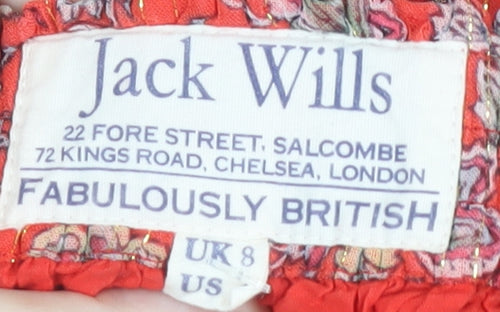 Jack Wills
22 FORE STREET, SALCOMBE
72 KINGS ROAD, CHELSEA, LONDON
FABULOUSLY BRITISH
UK 8
US